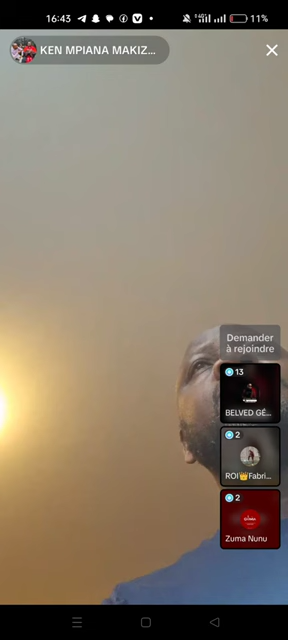 16:43
11%
KEN MPIANA MAKIZ...
Demander
à rejoindre
13
BELVED GÉ...
2
ROI👑Fabri...
2
Zuma Nunu